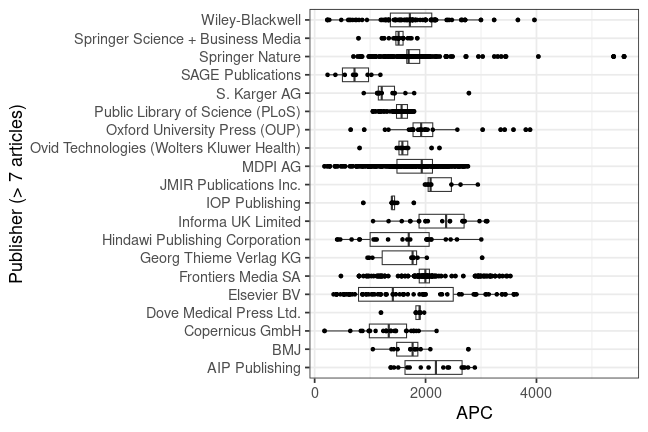 Publisher (> 7 articles)
Wiley-Blackwell
Springer Science + Business Media
Springer Nature
SAGE Publications
S. Karger AG
Public Library of Science (PLoS)
Oxford University Press (OUP)
Ovid Technologies (Wolters Kluwer Health)
MDPI AG
JMIR Publications Inc.
IOP Publishing
Informa UK Limited
Hindawi Publishing Corporation
Georg Thieme Verlag KG
Frontiers Media SA
Elsevier BV
Dove Medical Press Ltd.
Copernicus GmbH
BMJ
AIP Publishing
0 2000 4000
APC